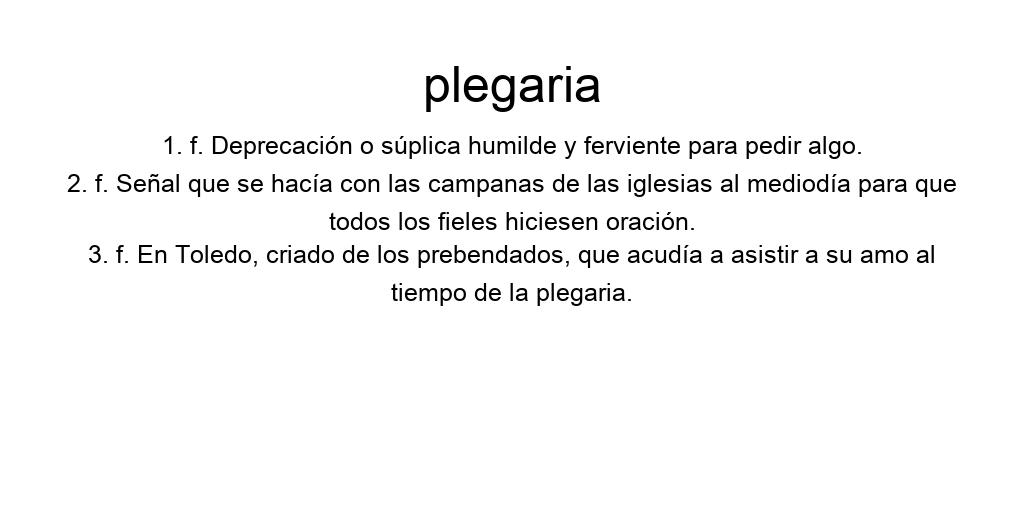 plegaria
1. f. Deprecación o súplica humilde y ferviente para pedir algo.
2. f. Señal que se hacía con las campanas de las iglesias al mediodía para que
todos los fieles hiciesen oración.
3. f. En Toledo, criado de los prebendados, que acudía a asistir a su amo al
tiempo de la plegaria.